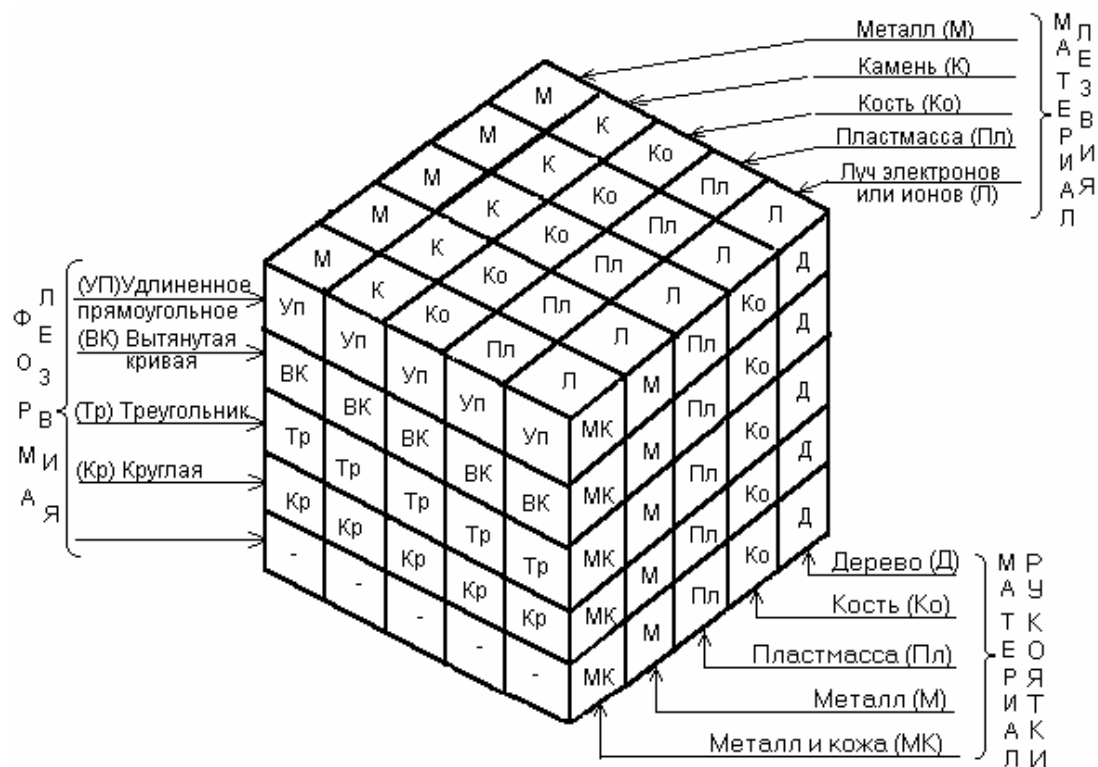 Металл (М)
Камень (К)
Кость (Ко)
Пластмасса (Пл)
Луч электронов
или ионов (Л)
МАТЕРИАЛ
ЛЕЗВИЯ
М К Ко Пл Л
М К Ко Пл Л
М К Ко Пл Л
М К Ко Пл Л
М К Ко Пл Л
ФОРМА
ЛЕЗВИЯ
(УП)Удлиненное
прямоугольное
(ВК) Вытянутая
кривая
(Тр) Треугольник
(Кр) Круглая
Уп Уп Уп Уп Уп
ВК ВК ВК ВК ВК
Тр Тр Тр Тр Тр
Кр Кр Кр Кр Кр
- - - - -
МК М Пл Ко Д
МК М Пл Ко Д
МК М Пл Ко Д
МК М Пл Ко Д
МК М Пл Ко Д
Дерево (Д)
Кость (Ко)
Пластмасса (Пл)
Металл (М)
Металл и кожа (МК)
МАТЕРИАЛ
РУКОЯТКИ